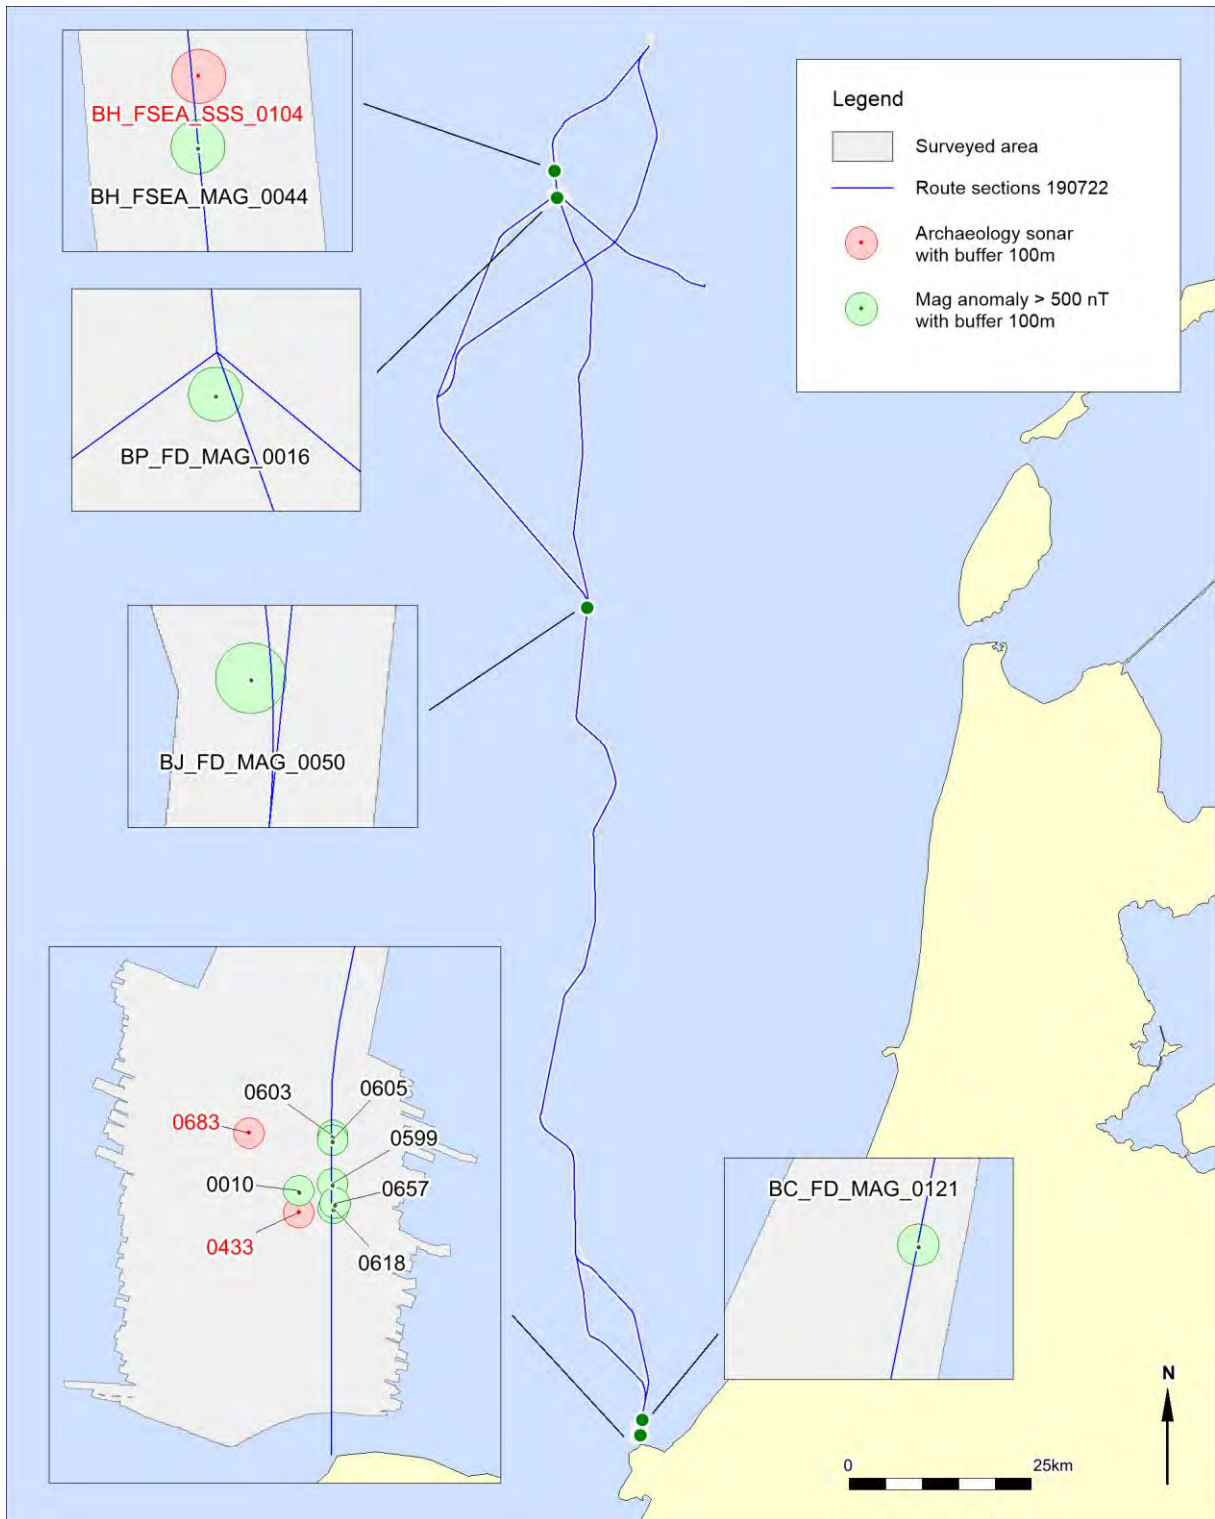 BH_FSEA_SSS_0104
BH_FSEA_MAG_0044
Legend
Surveyed area
Route sections 190722
Archaeology sonar
with buffer 100m
Mag anomaly > 500 nT
with buffer 100m
BP_FD_MAG_0016
BJ_FD_MAG_0050
0603
0605
0683
0599
0010
0657
0433
0618
BC_FD_MAG_0121
N
0
25km